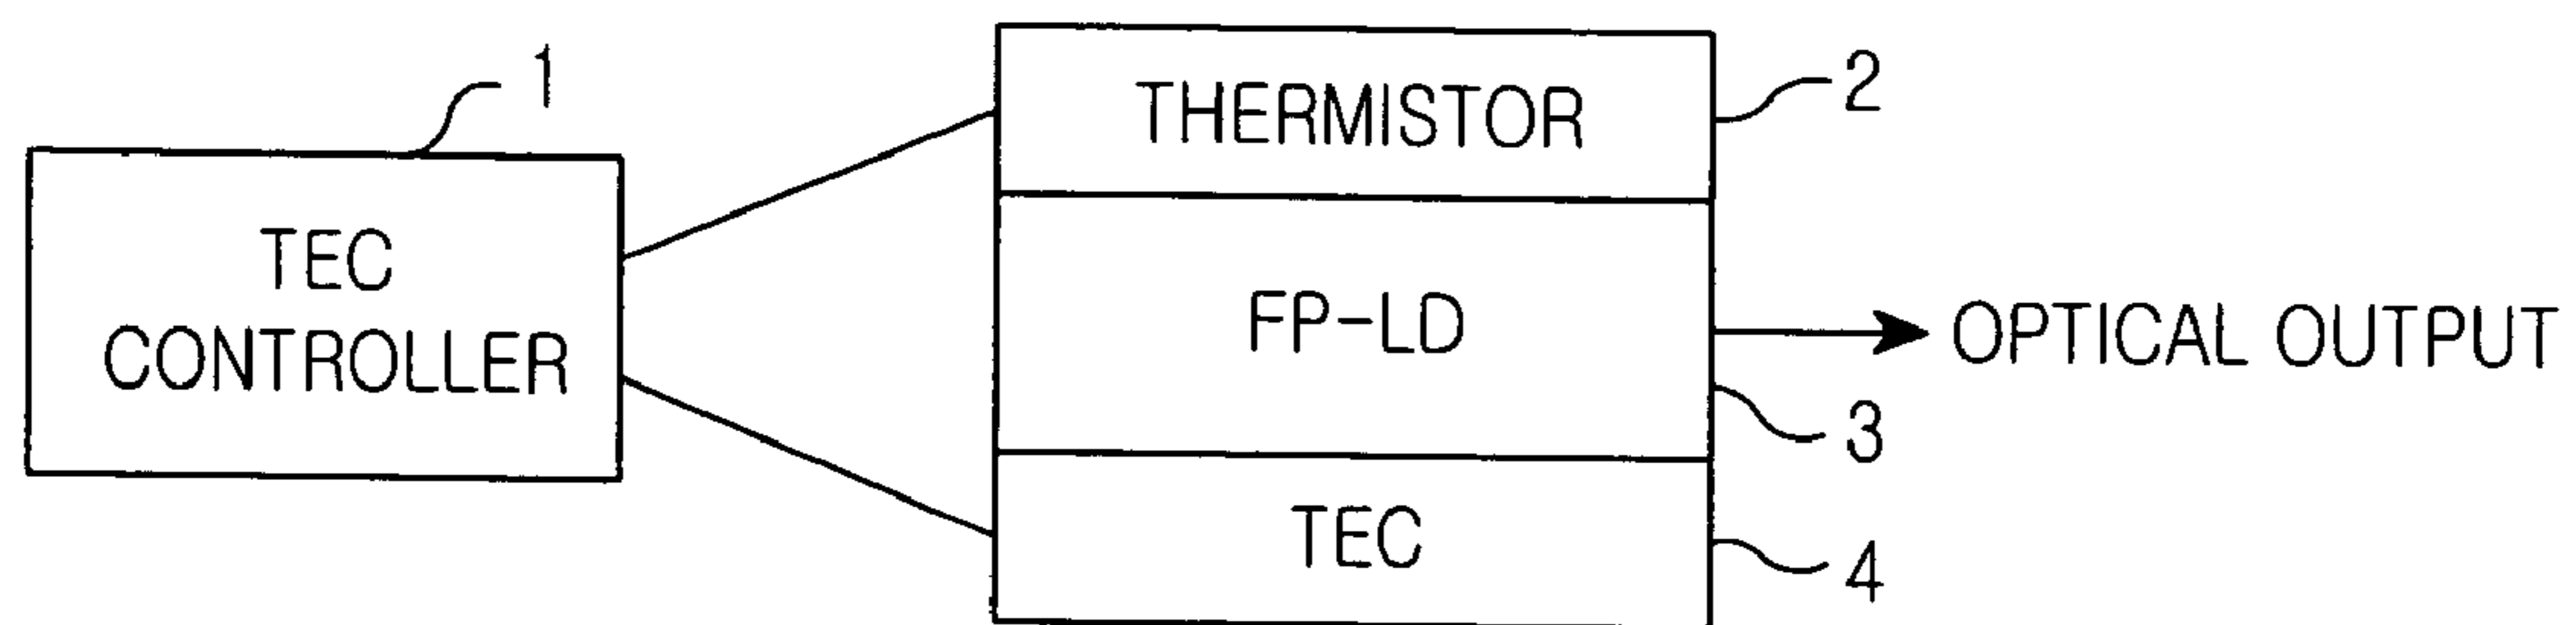 1
TEC
CONTROLLER
THERMISTOR
2
FP-LD
OPTICAL OUTPUT
3
TEC
4